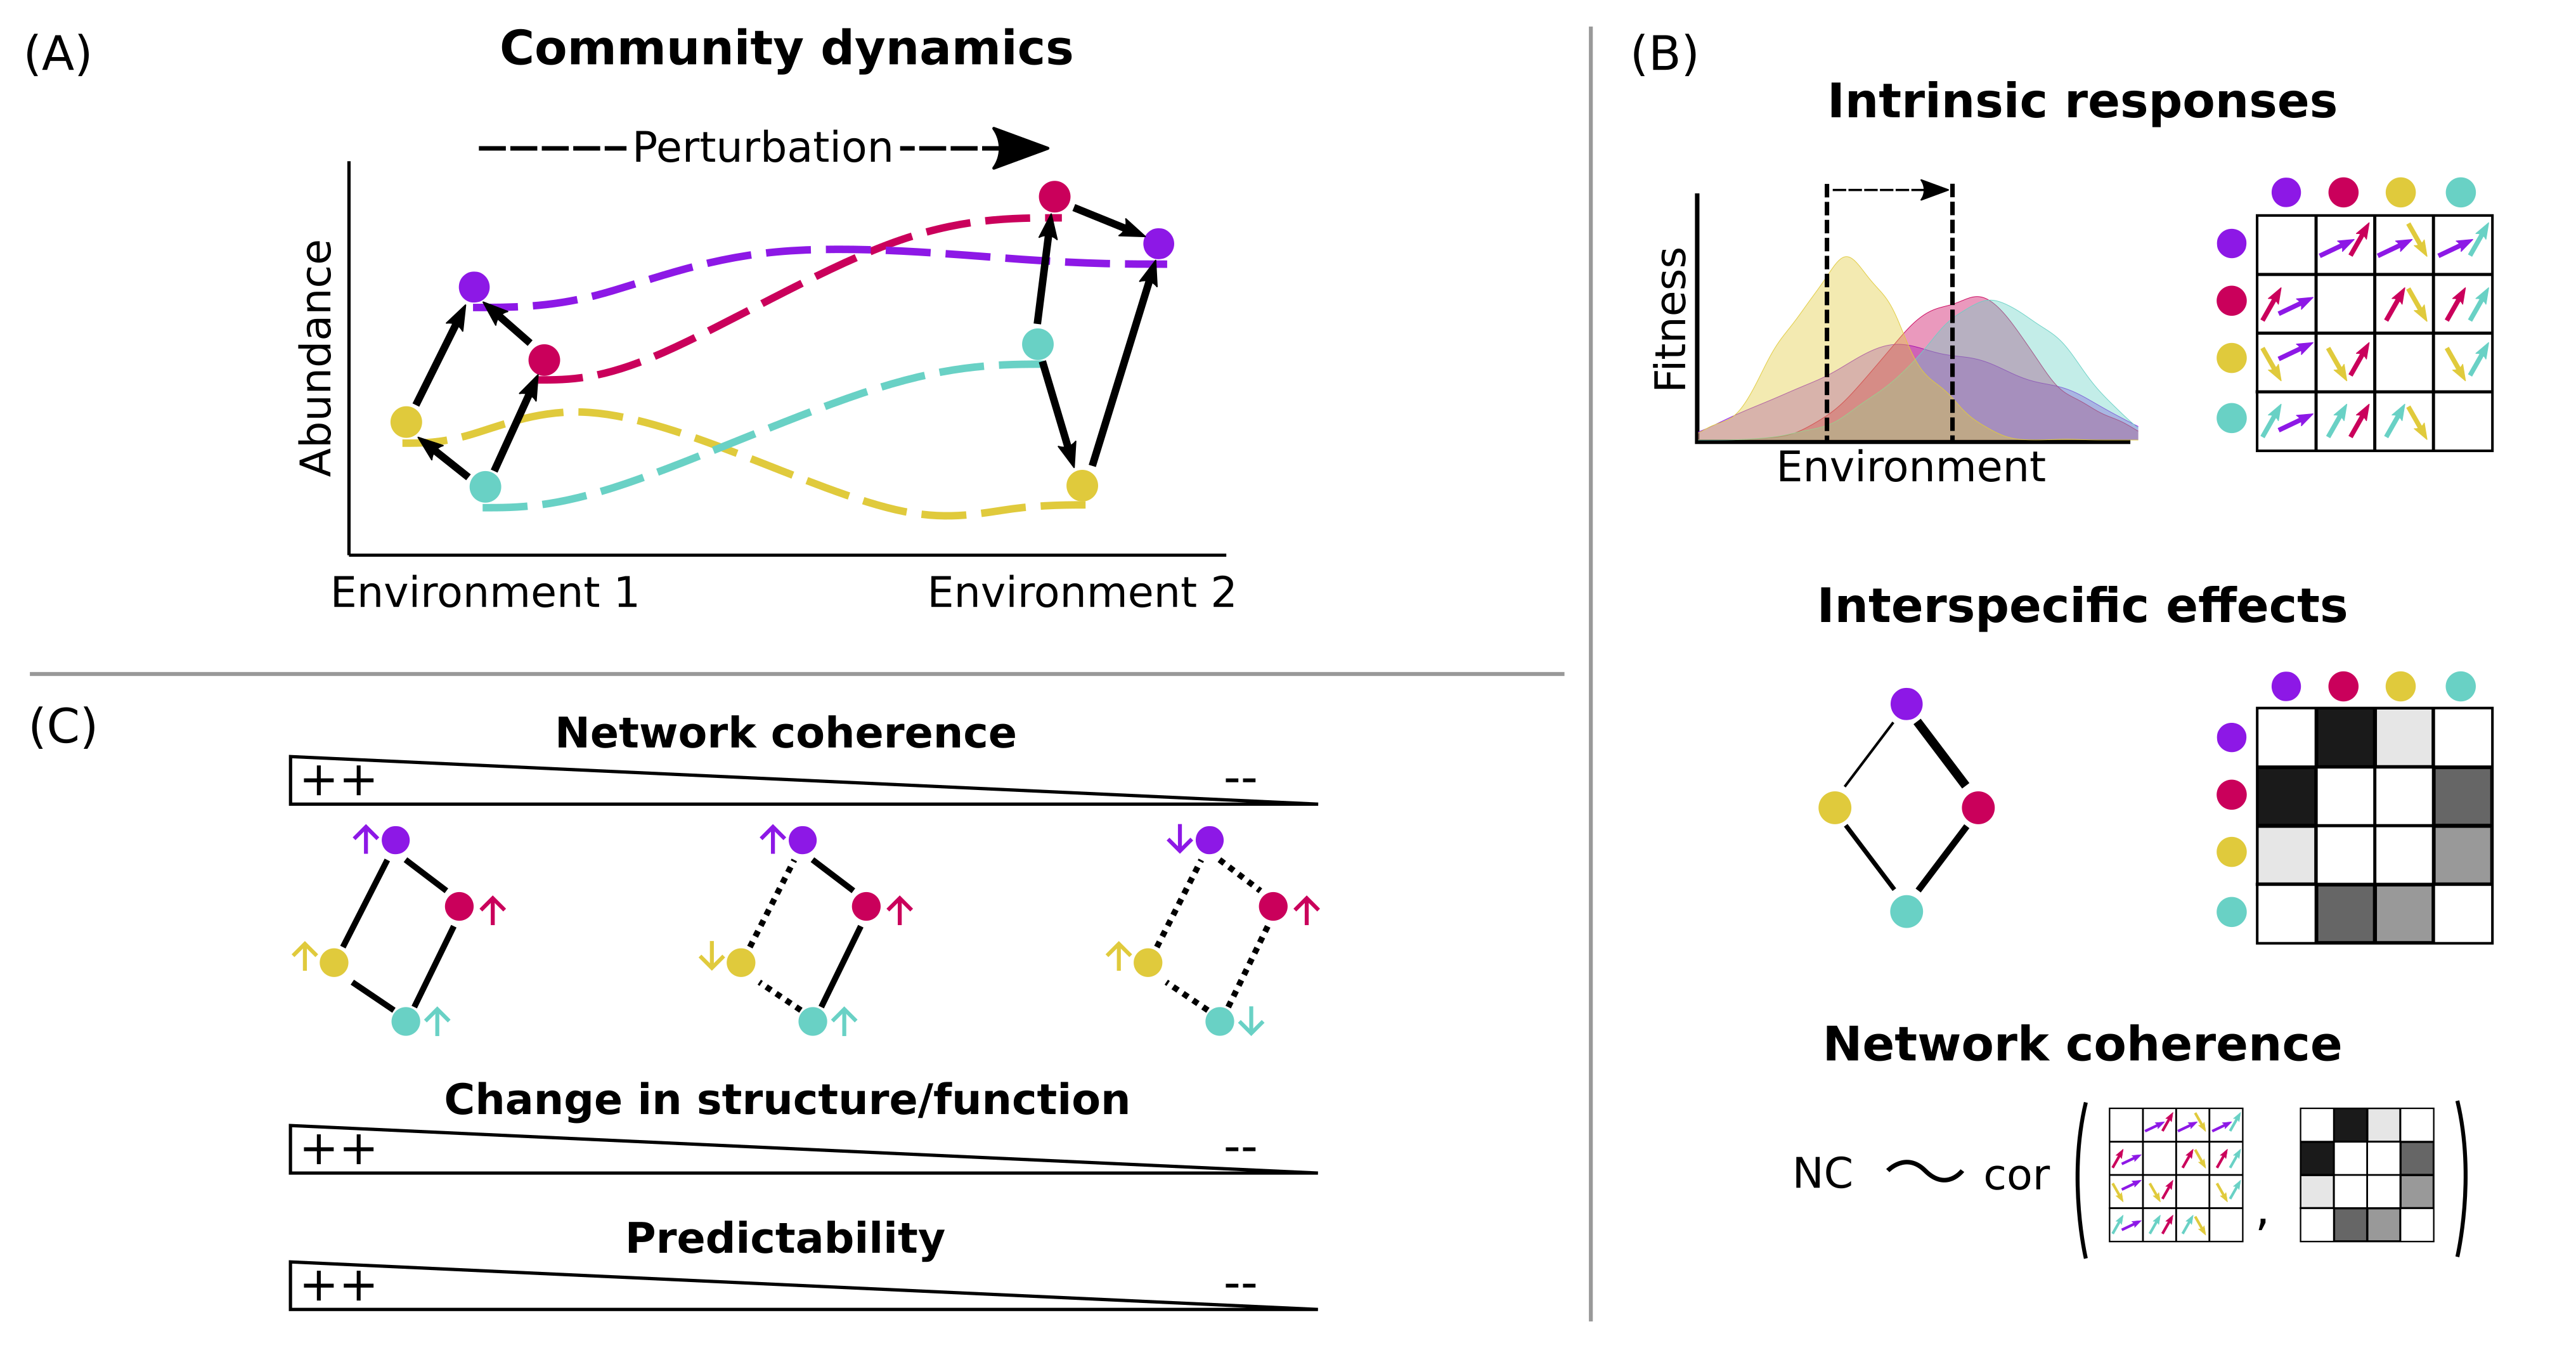 (A)
Community dynamics
Perturbation
Abundance
Environment 1
Environment 2
(B)
Intrinsic responses
Fitness
Environment
Interspecific effects
Network coherence
NC ~ cor ( , )
(C)
Network coherence
++ --
Change in structure/function
++ --
Predictability
++ --